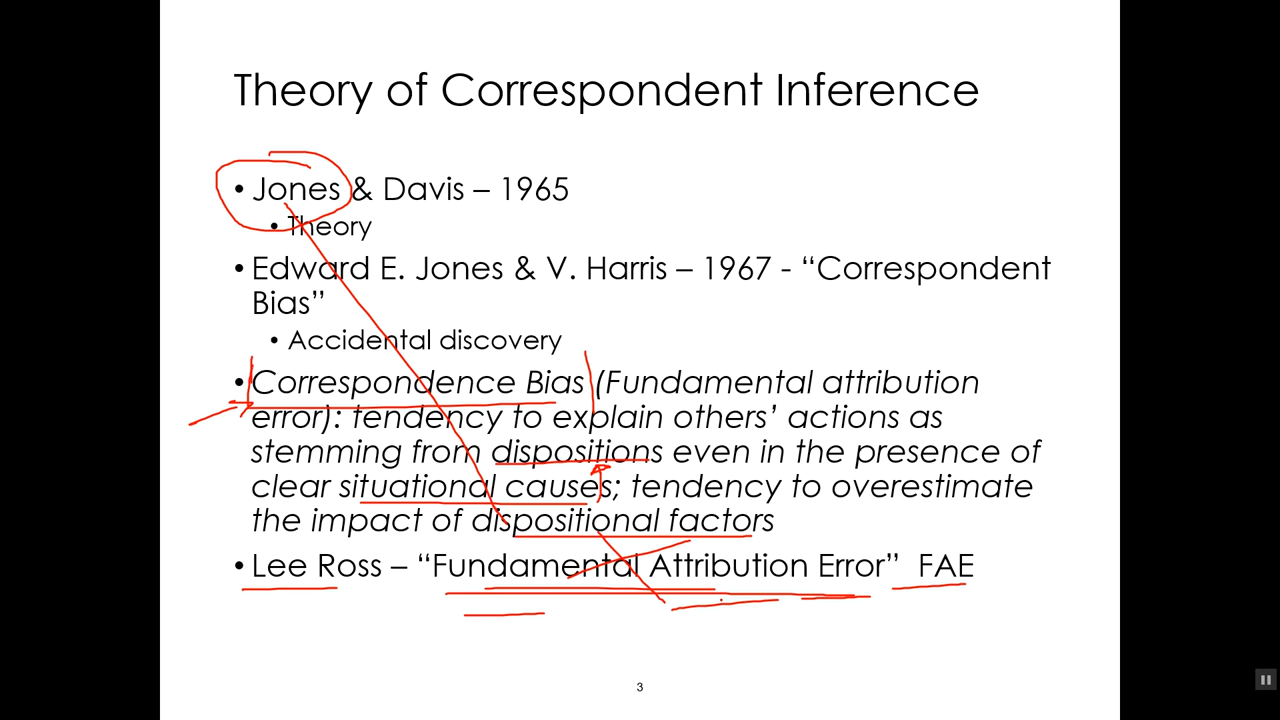 Theory of Correspondent Inference
• Jones & Davis – 1965
• Theory
• Edward E. Jones & V. Harris – 1967 - “Correspondent
Bias”
• Accidental discovery
• Correspondence Bias (Fundamental attribution
error): tendency to explain others’ actions as
stemming from dispositions even in the presence of
clear situational causes; tendency to overestimate
the impact of dispositional factors
• Lee Ross – “Fundamental Attribution Error”  FAE
3